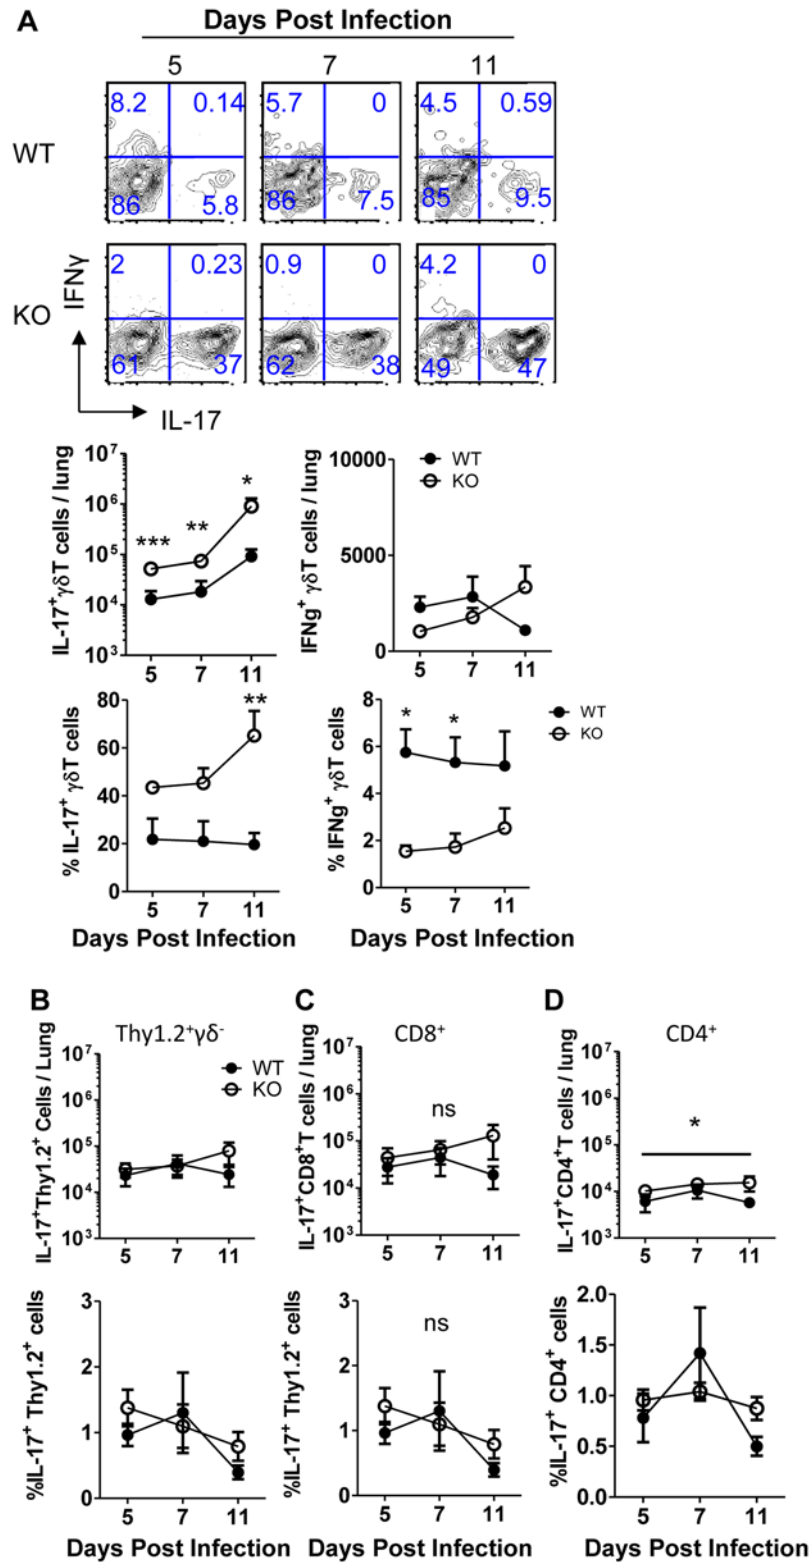 A
Days Post Infection
5 7 11
WT
8.2 0.14
86 5.8
5.7 0
86 7.5
4.5 0.59
85 9.5
KO
2 0.23
61 37
0.9 0
62 38
4.2 0
49 47
IFNγ
IL-17
IL-17⁺γδT cells / lung
10⁷
10⁶
10⁵
10⁴
10³
*** ** *
5 7 11
IFNg⁺ γδT cells / lung
10000
5000
0
WT
KO
5 7 11
% IL-17⁺ γδT cells
80
60
40
20
0
**
5 7 11
Days Post Infection
% IFNg⁺ γδT cells
8
6
4
2
0
* *
WT
KO
5 7 11
Days Post Infection
B
Thy1.2⁺γδ⁻
IL-17⁺Thy1.2⁺ Cells / Lung
10⁷
10⁶
10⁵
10⁴
10³
WT
KO
5 7 11
%IL-17⁺ Thy1.2⁺ cells
3
2
1
0
5 7 11
Days Post Infection
C
CD8⁺
IL-17⁺CD8⁺T cells / lung
10⁷
10⁶
10⁵
10⁴
10³
ns
5 7 11
%IL-17⁺ Thy1.2⁺ cells
3
2
1
0
ns
5 7 11
Days Post Infection
D
CD4⁺
IL-17⁺CD4⁺T cells / lung
10⁷
10⁶
10⁵
10⁴
10³
*
5 7 11
%IL-17⁺ CD4⁺ cells
2.0
1.5
1.0
0.5
0.0
5 7 11
Days Post Infection